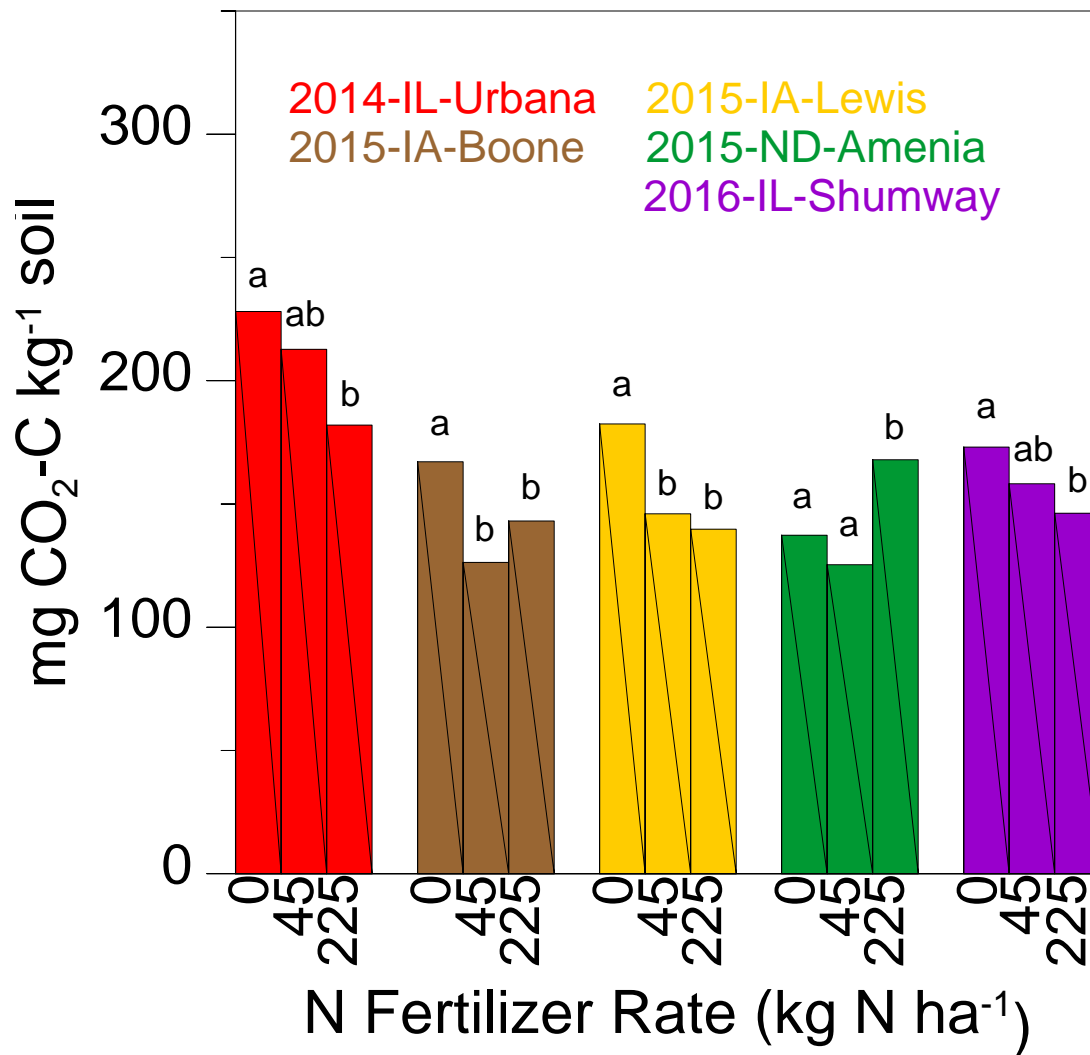 2014-IL-Urbana 2015-IA-Lewis
2015-IA-Boone 2015-ND-Amenia
2016-IL-Shumway
mg CO₂-C kg⁻¹ soil
300
200
100
0
a ab b a b b a b b a a b a ab b
0 45 225 0 45 225 0 45 225 0 45 225 0 45 225
N Fertilizer Rate (kg N ha⁻¹)